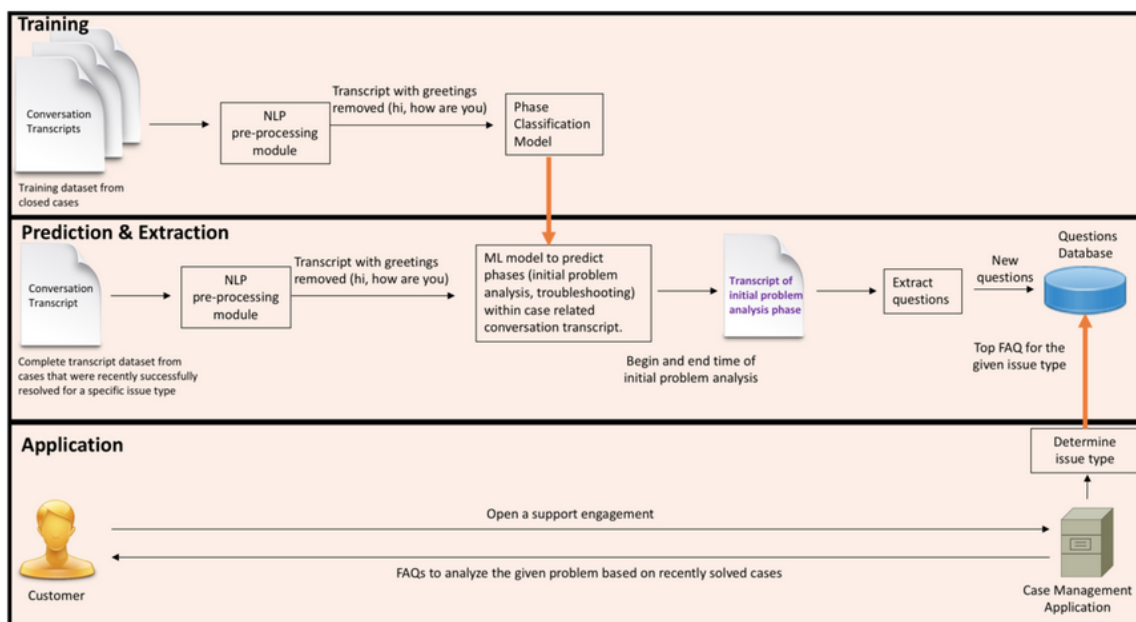 Training
Conversation
Transcripts
Training dataset from
closed cases
NLP
pre-processing
module
Transcript with greetings
removed (hi, how are you)
Phase
Classification
Model
Prediction & Extraction
Conversation
Transcript
Complete transcript dataset from
cases that were recently successfully
resolved for a specific issue type
NLP
pre-processing
module
Transcript with greetings
removed (hi, how are you)
ML model to predict
phases (initial problem
analysis, troubleshooting)
within case related
conversation transcript.
Transcript of
initial problem
analysis phase
Begin and end time of
initial problem analysis
Extract
questions
New
questions
Questions
Database
Top FAQ for the
given issue type
Application
Determine
issue type
Open a support engagement
FAQs to analyze the given problem based on recently solved cases
Customer
Case Management
Application